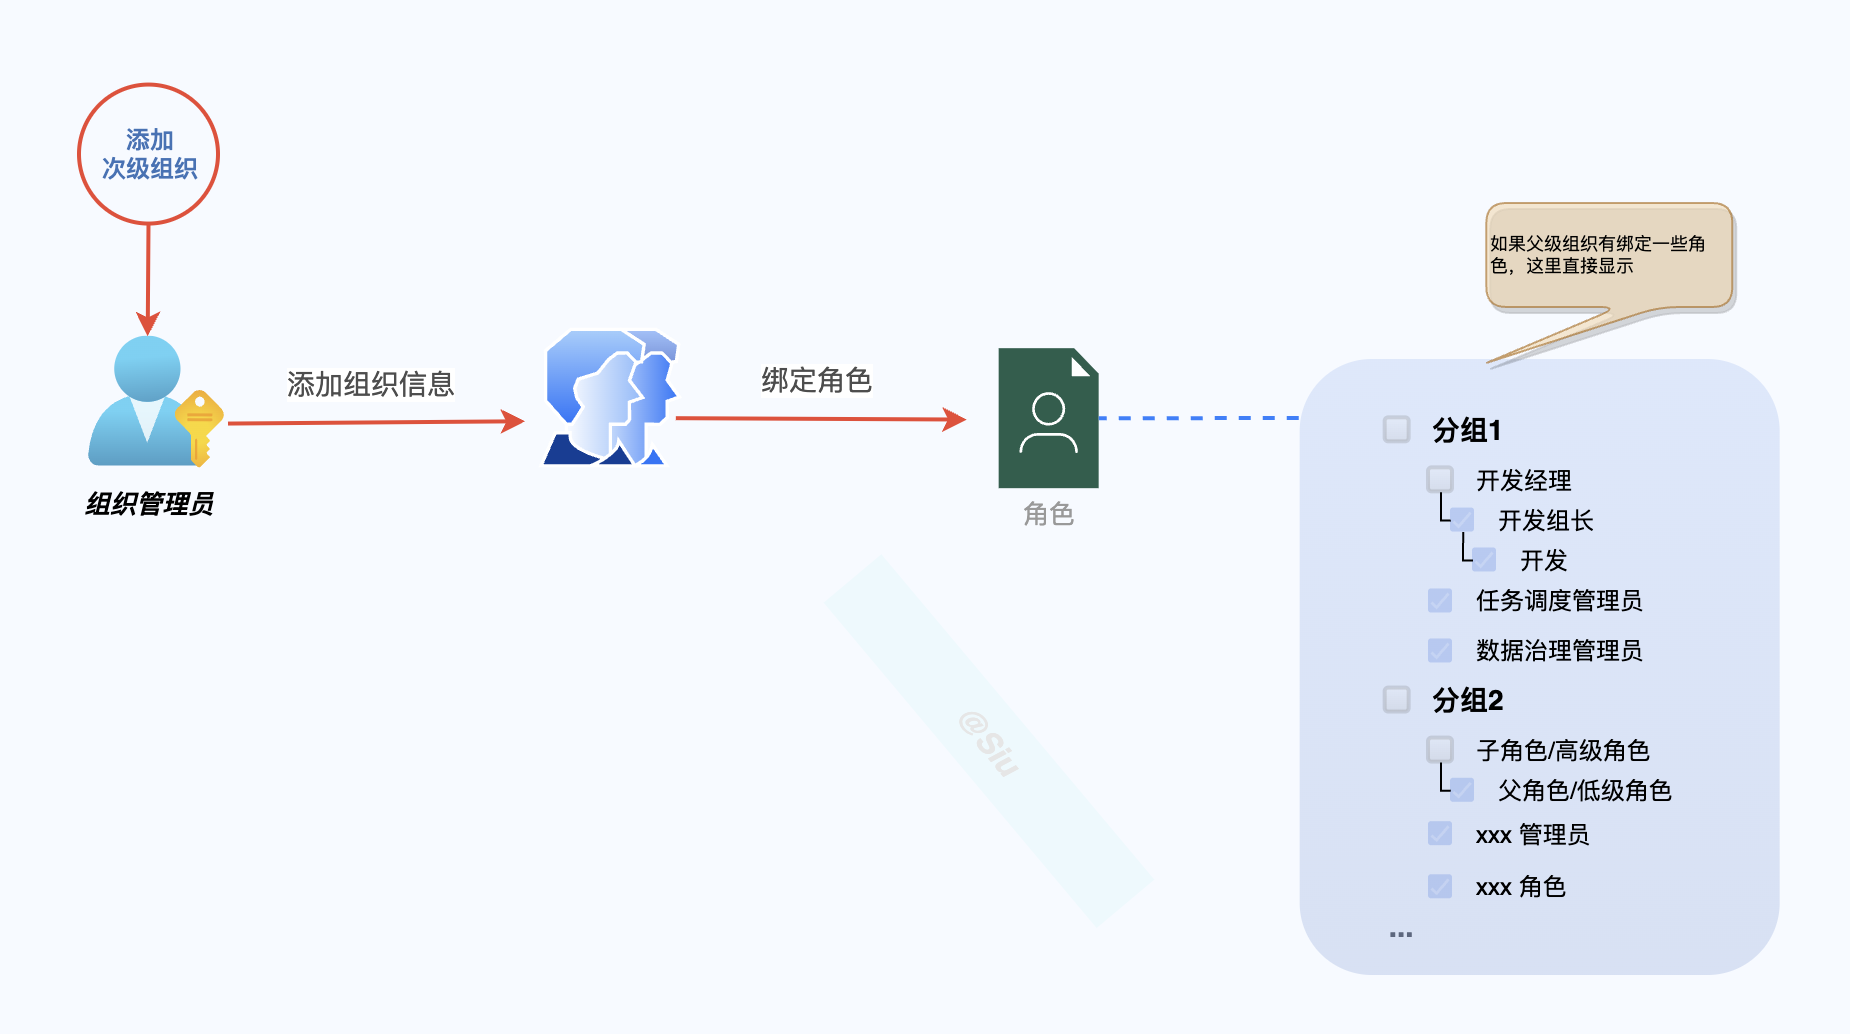 添加
次级组织
组织管理员
添加组织信息
绑定角色
角色
如果父级组织有绑定一些角
色，这里直接显示
分组1
开发经理
开发组长
开发
任务调度管理员
数据治理管理员
分组2
子角色/高级角色
父角色/低级角色
xxx 管理员
xxx 角色
...
@Siu